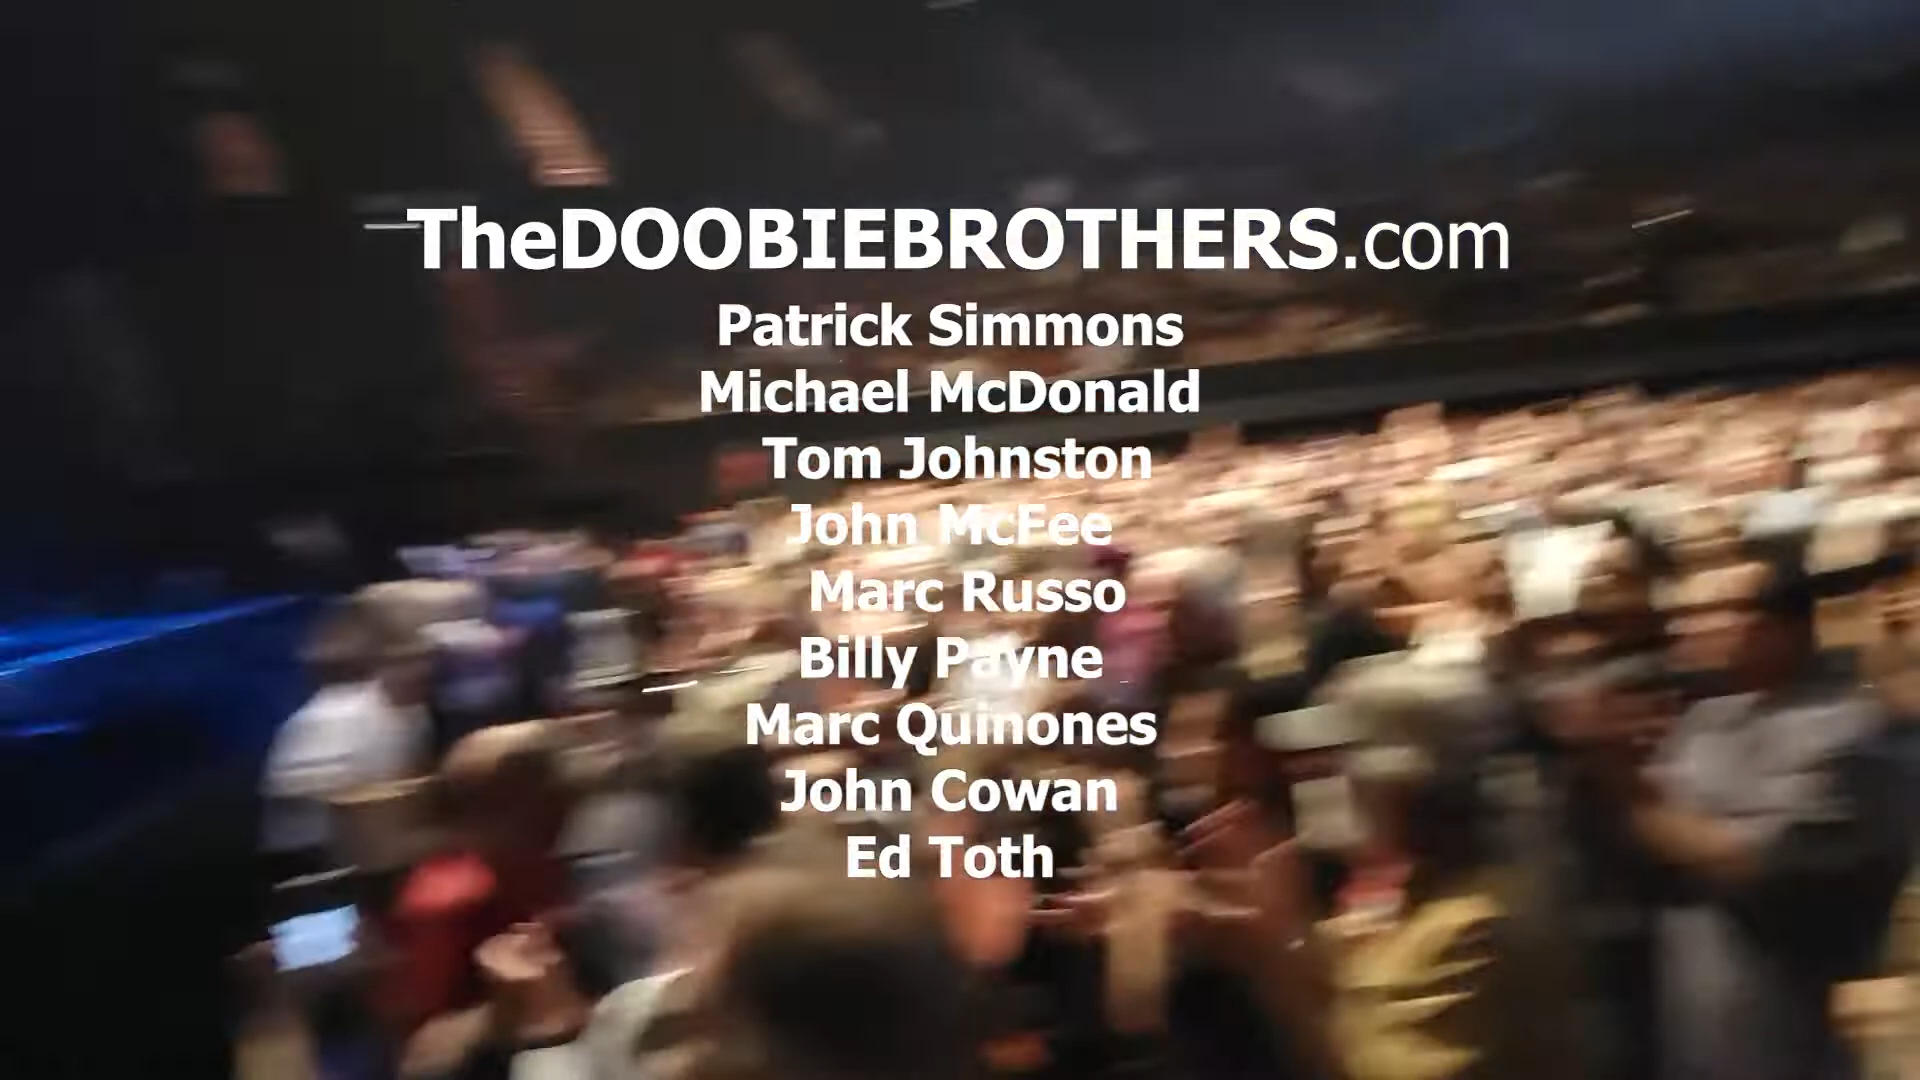 TheDOOBIEBROTHERS.com
Patrick Simmons
Michael McDonald
Tom Johnston
John McFee
Marc Russo
Billy Payne
Marc Quinones
John Cowan
Ed Toth